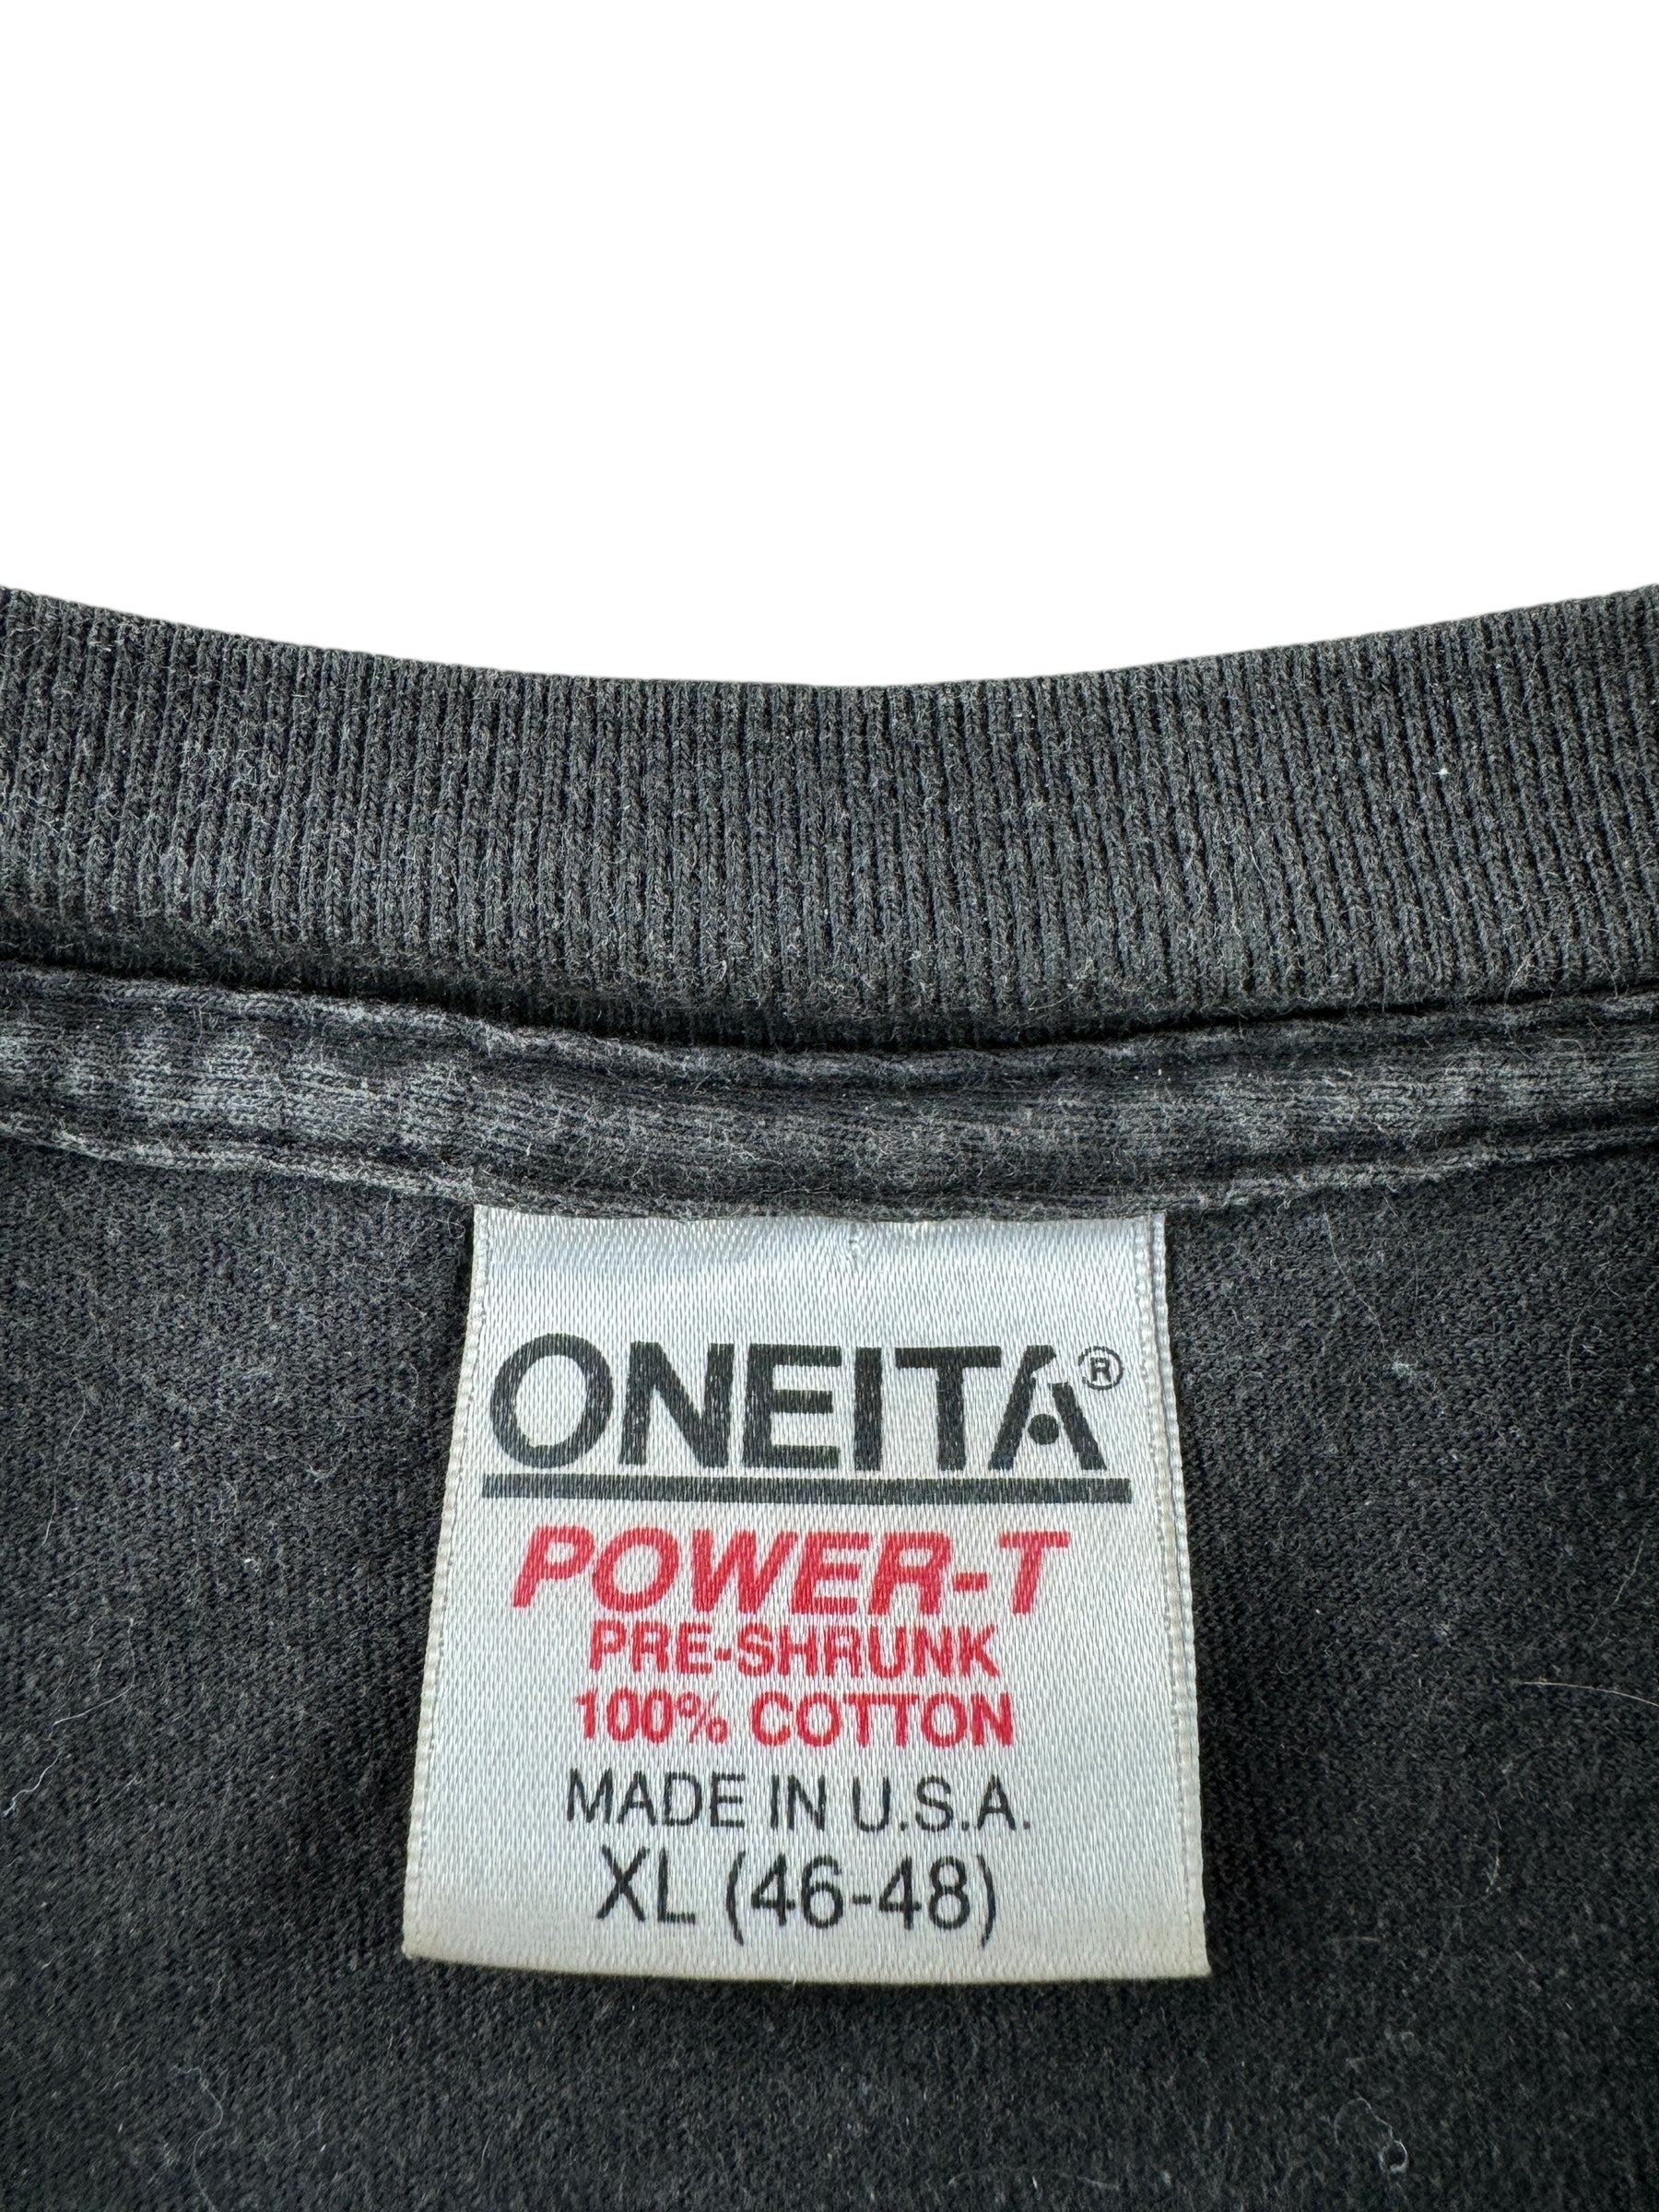 ONEITA®
POWER-T
PRE-SHRUNK
100% COTTON
MADE IN U.S.A.
XL (46-48)